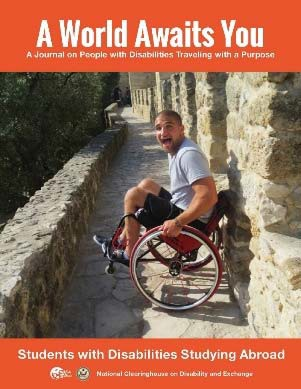 A World Awaits You
A Journal on People with Disabilities Traveling with a Purpose
Students with Disabilities Studying Abroad
National Clearinghouse on Disability and Exchange